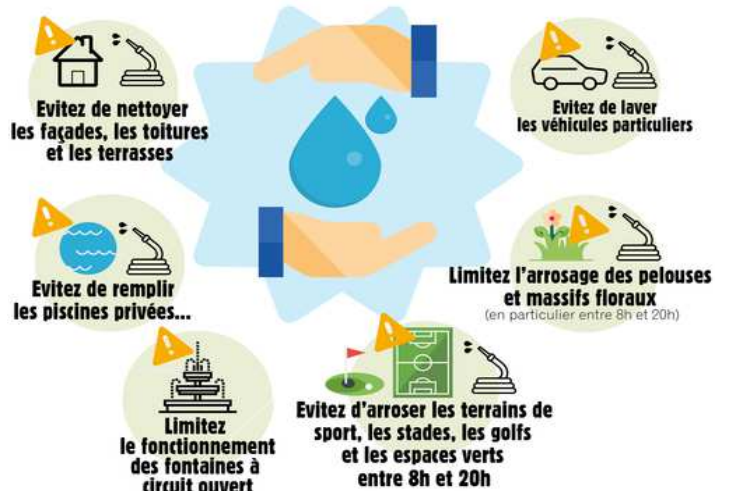 Evitez de nettoyer
les façades, les toitures
et les terrasses
Evitez de laver
les véhicules particuliers
Evitez de remplir
les piscines privées...
Limitez l'arrosage des pelouses
et massifs floraux
(en particulier entre 8h et 20h)
Limitez
le fonctionnement
des fontaines à
circuit ouvert
Evitez d'arroser les terrains de
sport, les stades, les golfs
et les espaces verts
entre 8h et 20h